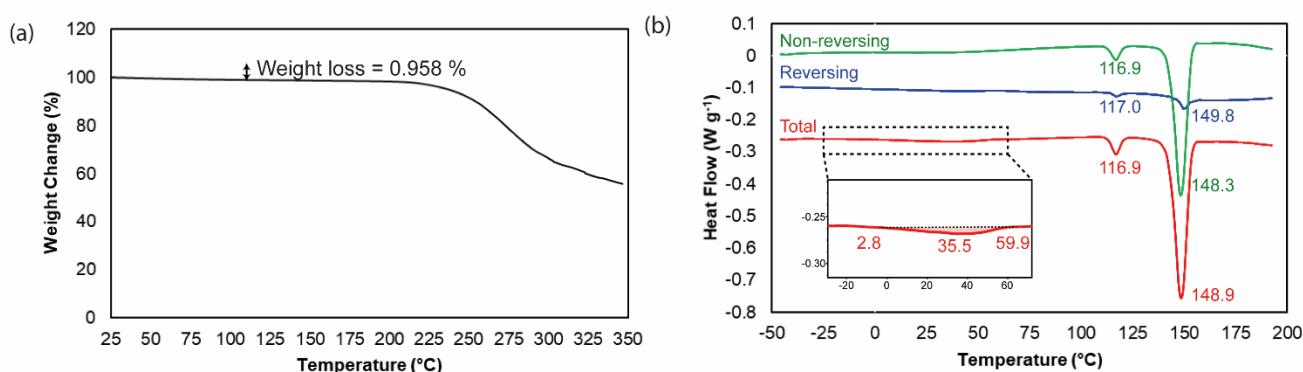 (a)
120
100
80
60
40
20
0
Weight Change (%)
Weight loss = 0.958 %
25 50 75 100 125 150 175 200 225 250 275 300 325 350
Temperature (°C)
(b)
0.1
0
-0.1
-0.2
-0.3
-0.4
-0.5
-0.6
-0.7
-0.8
Heat Flow (W g-1)
Non-reversing
116.9
Reversing
117.0
149.8
Total
116.9
148.3
148.9
-0.25
-0.30
2.8 35.5 59.9
-20 0 20 40 60
-50 -25 0 25 50 75 100 125 150 175 200
Temperature (°C)